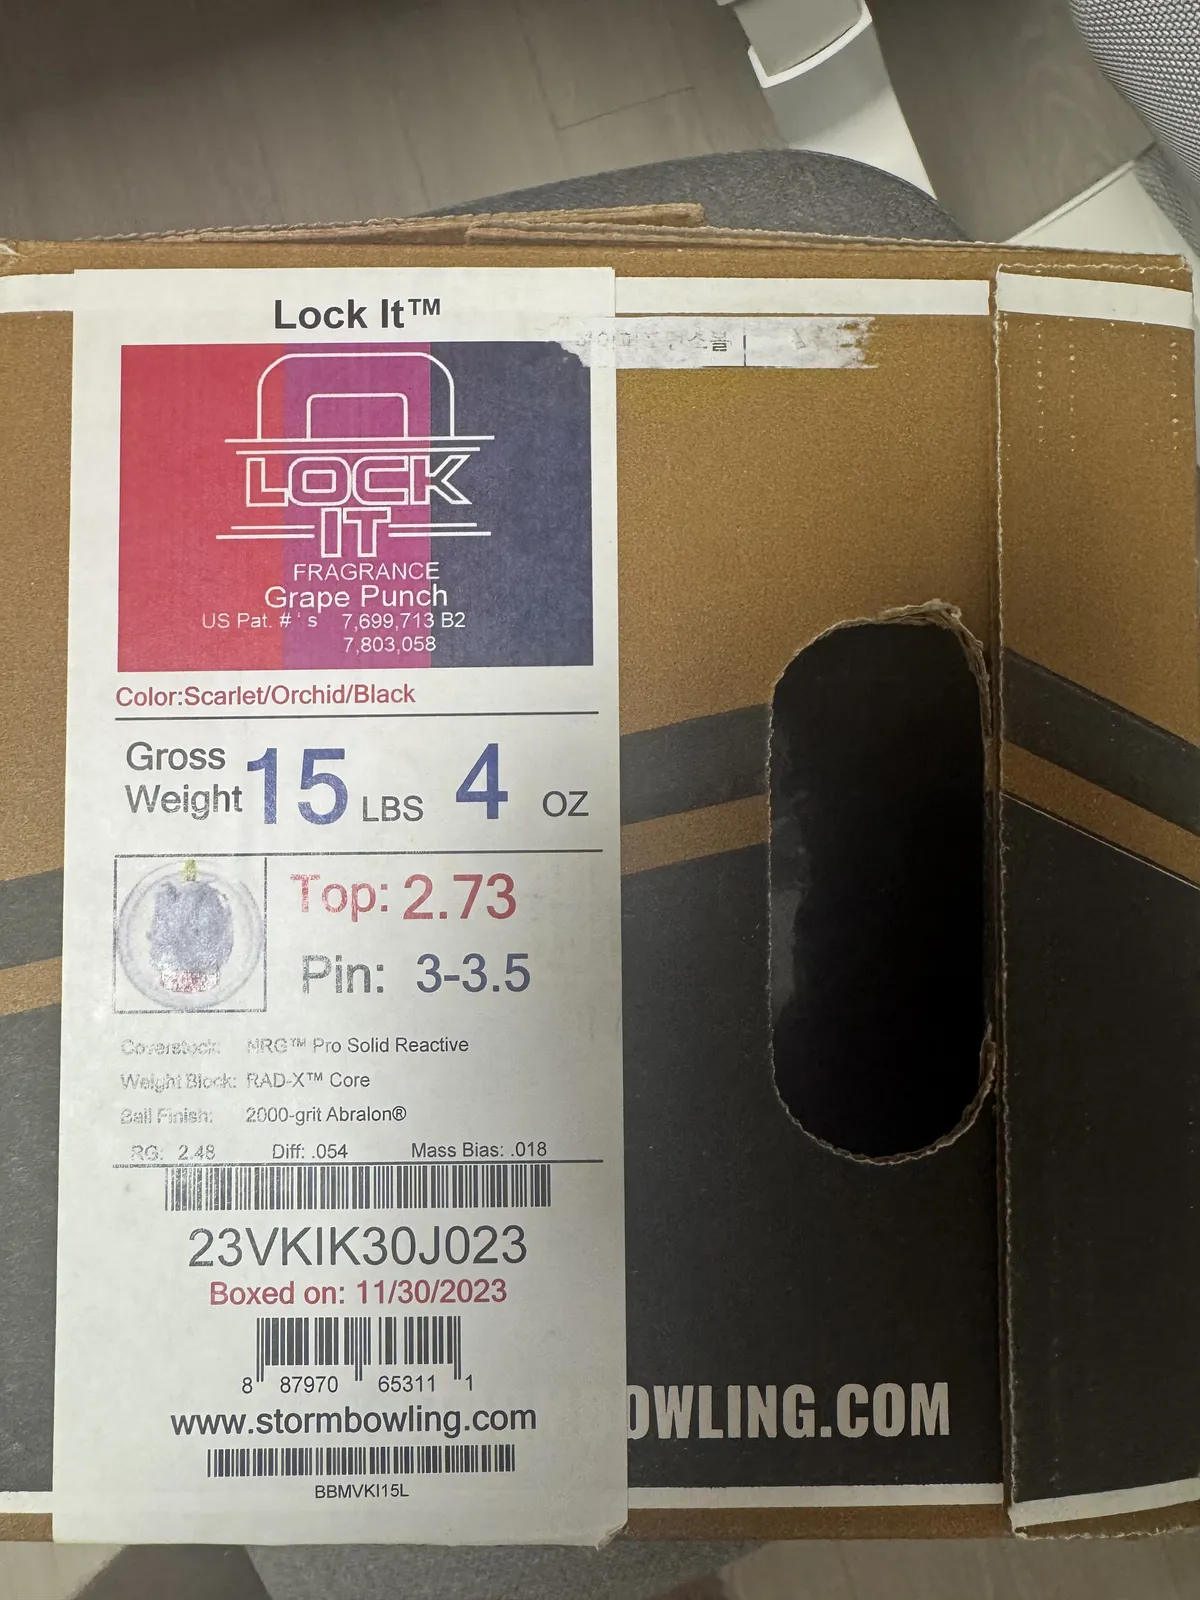 Lock It™
LOCK
IT
FRAGRANCE
Grape Punch
US Pat. # ' s 7,699,713 B2
7,803,058
Color:Scarlet/Orchid/Black
Gross
Weight 15 LBS 4 OZ
Top: 2.73
Pin: 3-3.5
Coverstock: NRG™ Pro Solid Reactive
Weight Block: RAD-X™ Core
Ball Finish: 2000-grit Abralon®
RG: 2.48 Diff: .054 Mass Bias: .018
23VKIK30J023
Boxed on: 11/30/2023
8 87970 65311 1
www.stormbowling.com
BBMVKI15L
OWLING.COM